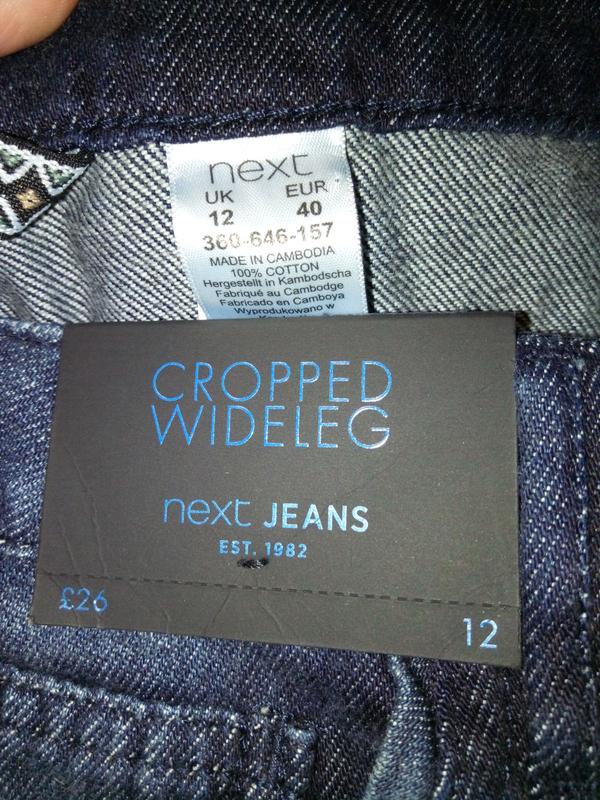 next
UK EUR
12 40
360-646-157
MADE IN CAMBODIA
100% COTTON
Hergestellt in Kambodscha
Fabriqué au Cambodge
Fabricado en Camboya
Wyprodukowano w
CROPPED
WIDELEG
next JEANS
EST. 1982
£26
12